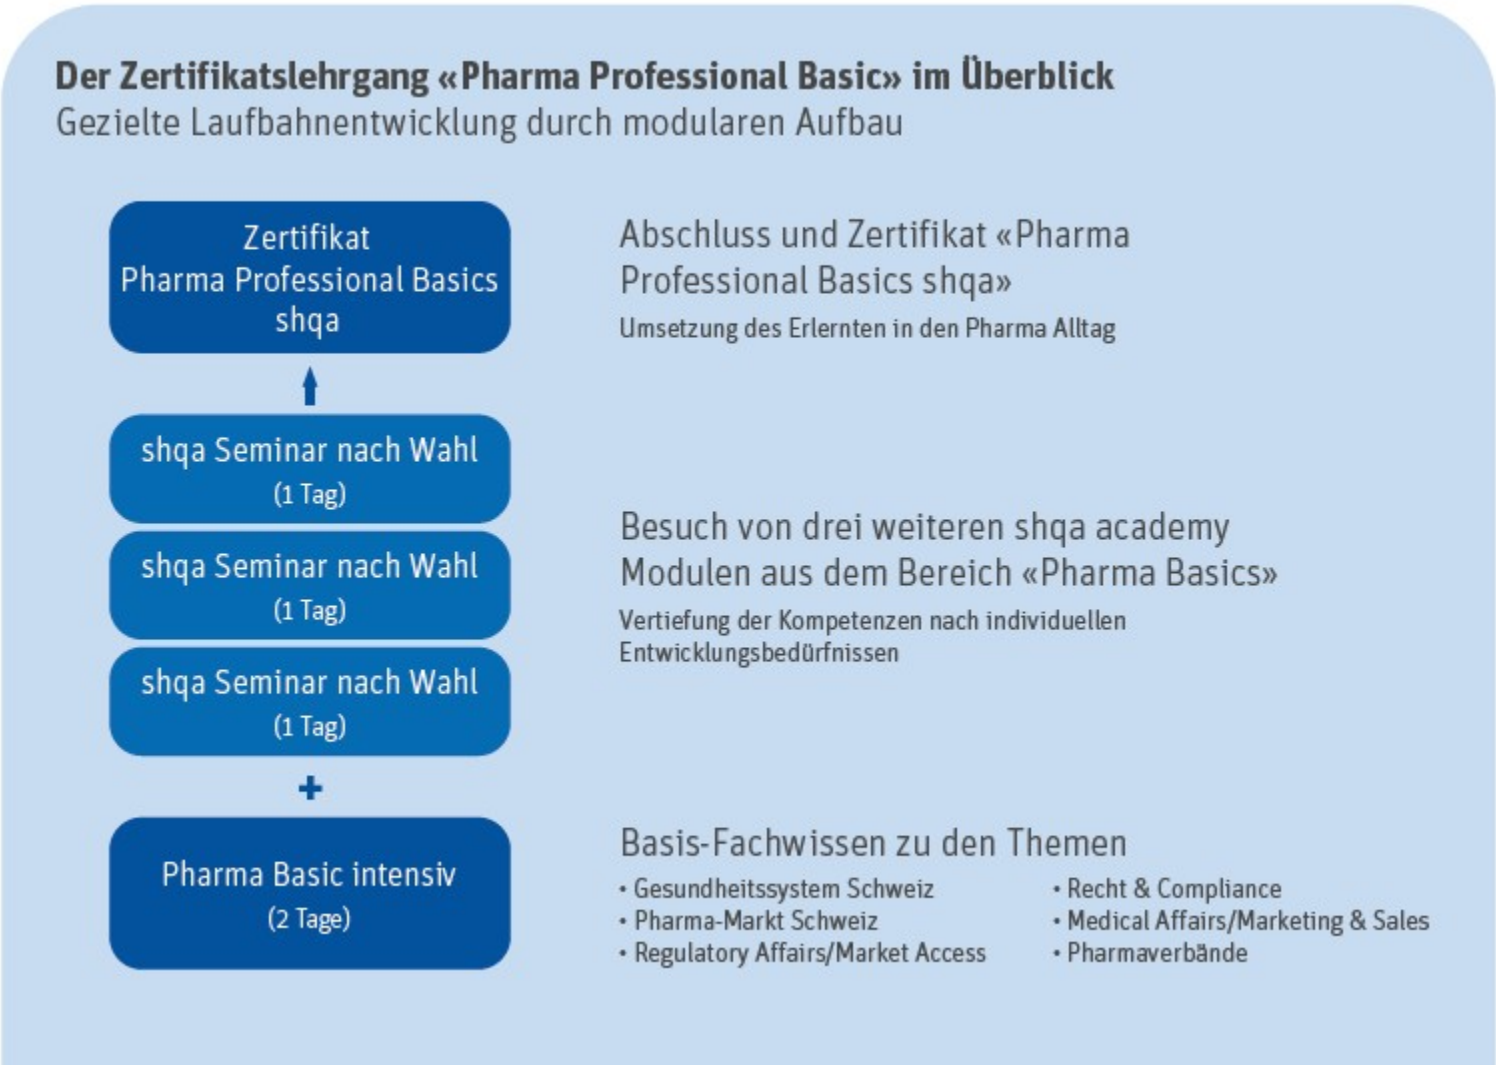 Der Zertifikatslehrgang «Pharma Professional Basic» im Überblick
Gezielte Laufbahnentwicklung durch modularen Aufbau
Zertifikat
Pharma Professional Basics
shqa
Abschluss und Zertifikat «Pharma
Professional Basics shqa»
Umsetzung des Erlernten in den Pharma Alltag
shqa Seminar nach Wahl
(1 Tag)
shqa Seminar nach Wahl
(1 Tag)
shqa Seminar nach Wahl
(1 Tag)
Besuch von drei weiteren shqa academy
Modulen aus dem Bereich «Pharma Basics»
Vertiefung der Kompetenzen nach individuellen
Entwicklungsbedürfnissen
+
Pharma Basic intensiv
(2 Tage)
Basis-Fachwissen zu den Themen
• Gesundheitssystem Schweiz
• Pharma-Markt Schweiz
• Regulatory Affairs/Market Access
• Recht & Compliance
• Medical Affairs/Marketing & Sales
• Pharmaverbände